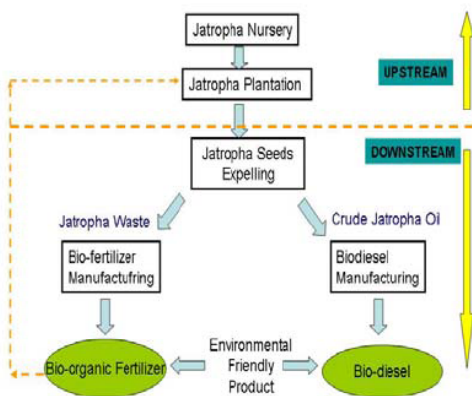 Jatropha Nursery
Jatropha Plantation
UPSTREAM
DOWNSTREAM
Jatropha Seeds
Expelling
Jatropha Waste
Crude Jatropha Oil
Bio-fertilizer
Manufactufring
Biodiesel
Manufacturing
Bio-organic Fertilizer
Environmental
Friendly
Product
Bio-diesel